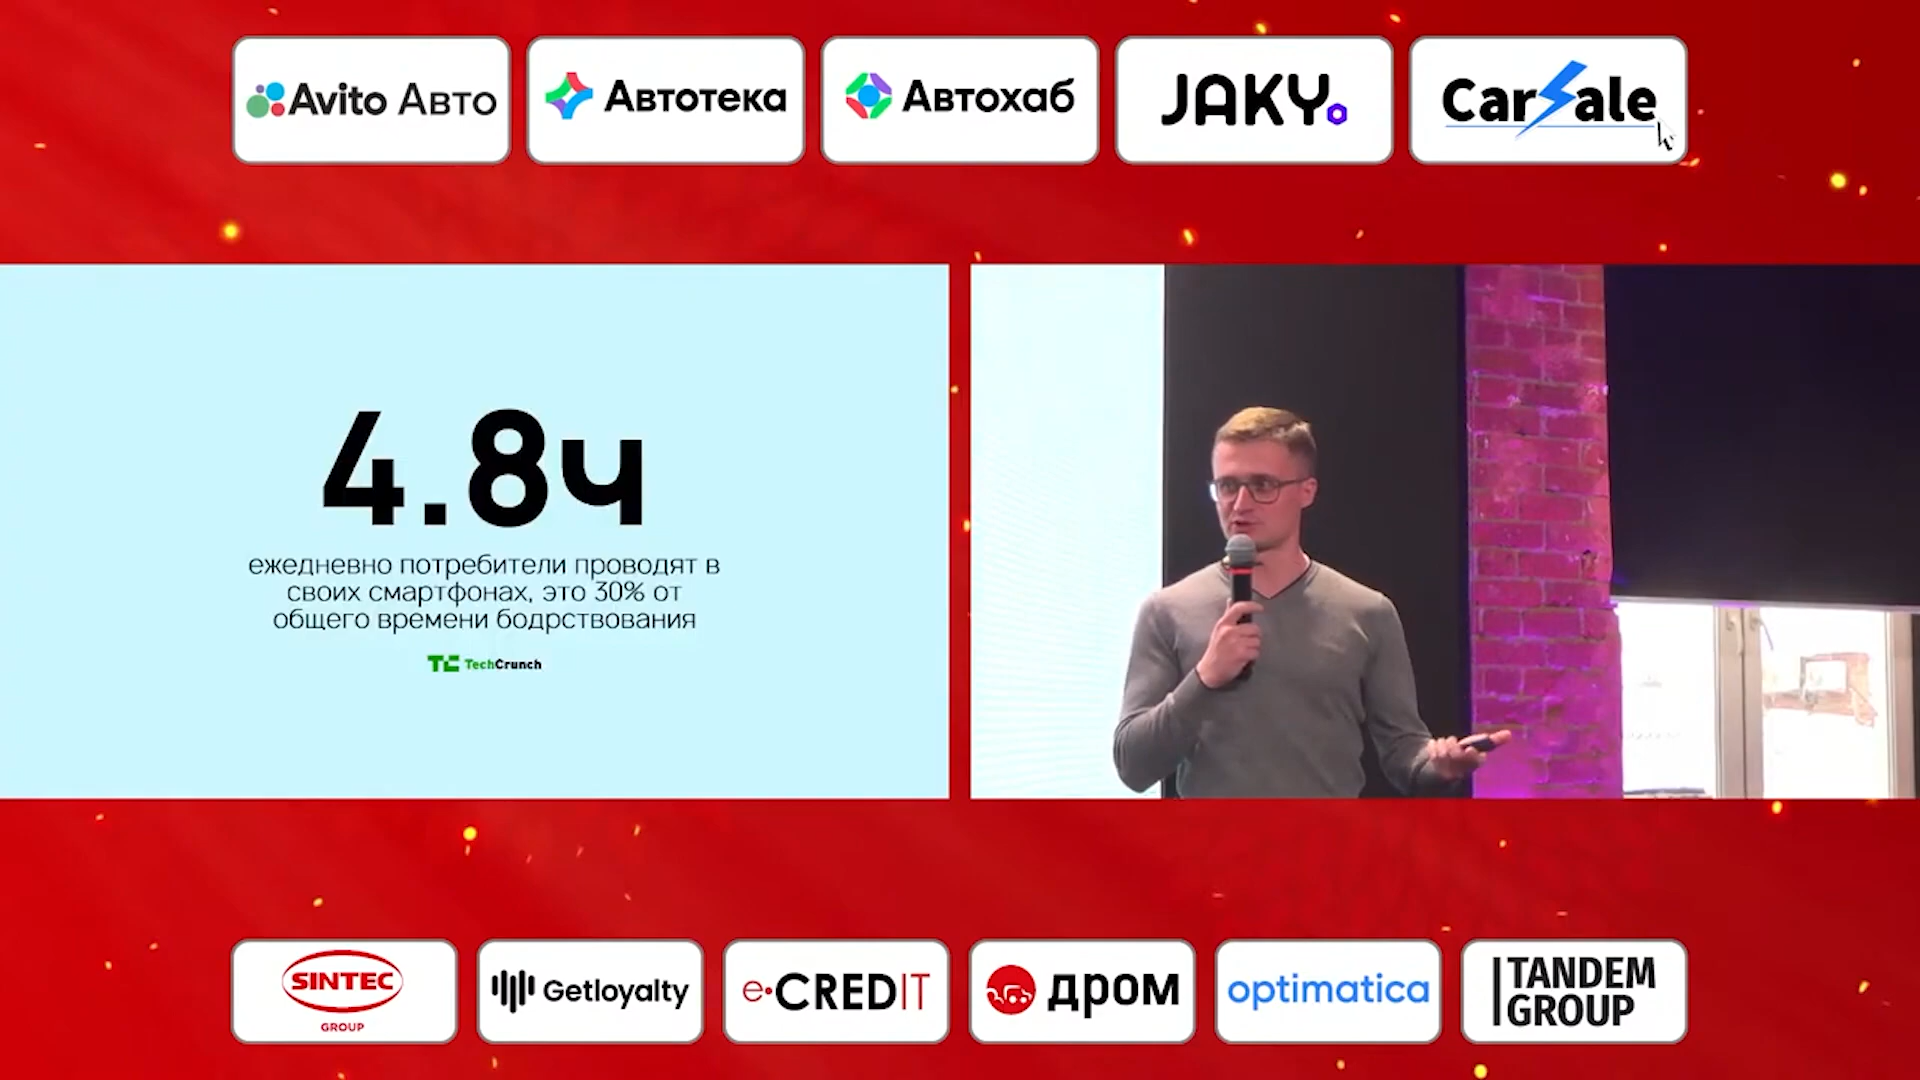 Avito Авто
Автотека
Автохаб
JAKY
CarSale
4.8ч
ежедневно потребители проводят в
своих смартфонах, это 30% от
общего времени бодрствования
TC TechCrunch
SINTEC
GROUP
Getloyalty
e·CREDIT
дром
optimatica
TANDEM
GROUP